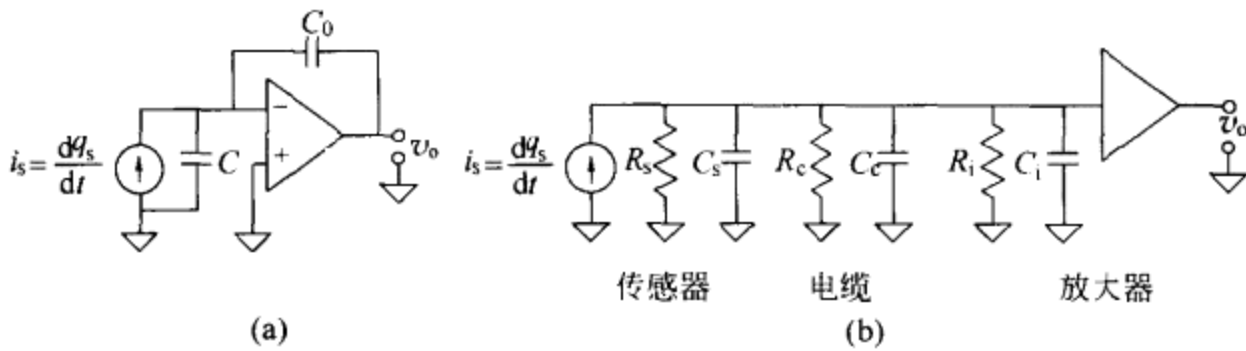 C₀
−
+
i_s = dq_s/dt
C
v_o
i_s = dq_s/dt
R_s
C_s
R_c
C_c
R_i
C_i
v_o
传感器 电缆 放大器
(a) (b)